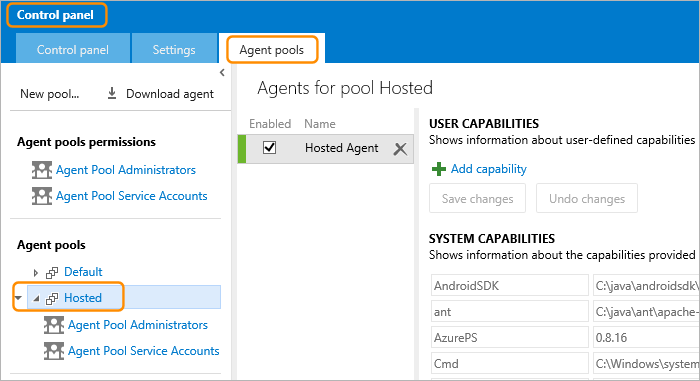 Control panel
Control panel
Settings
Agent pools
New pool...
Download agent
Agent pools permissions
Agent Pool Administrators
Agent Pool Service Accounts
Agent pools
Default
Hosted
Agent Pool Administrators
Agent Pool Service Accounts
Agents for pool Hosted
Enabled Name
Hosted Agent
USER CAPABILITIES
Shows information about user-defined capabilities
Add capability
Save changes
Undo changes
SYSTEM CAPABILITIES
Shows information about the capabilities provided
AndroidSDK C:\java\androidsdk\
ant C:\java\ant\apache-
AzurePS 0.8.16
Cmd C:\Windows\system